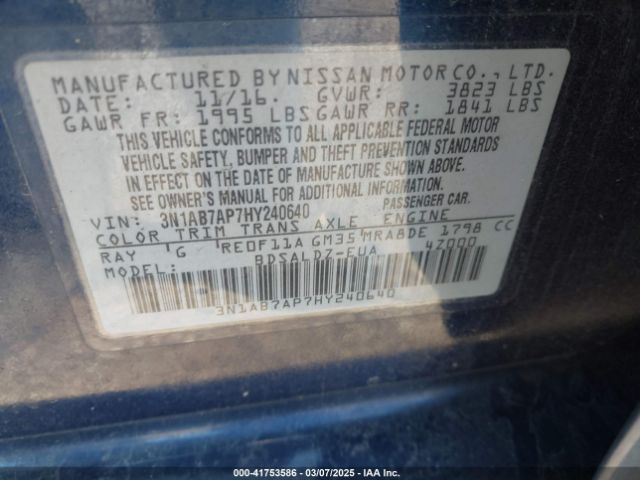 MANUFACTURED BY NISSAN MOTOR CO., LTD.
DATE: 11/16. GVWR: 3823 LBS
GAWR FR: 1995 LBS GAWR RR: 1841 LBS
THIS VEHICLE CONFORMS TO ALL APPLICABLE FEDERAL MOTOR
VEHICLE SAFETY, BUMPER AND THEFT PREVENTION STANDARDS
IN EFFECT ON THE DATE OF MANUFACTURE SHOWN ABOVE.
SEE OWNER'S MANUAL FOR ADDITIONAL INFORMATION.
VIN: 3N1AB7AP7HY240640 PASSENGER CAR.
COLOR TRIM TRANS AXLE ENGINE
RAY G RE0F11A GM35 MRA8DE 1798 CC
MODEL: BDSALDZ-EUA 4Z000
3N1AB7AP7HY240640
000-41753586 — 03/07/2025 — IAA Inc.